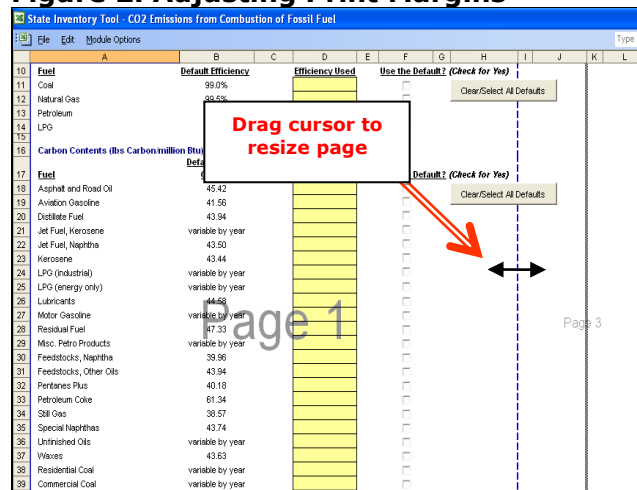 Figure 2. Adjusting Print Margins
State Inventory Tool - CO2 Emissions from Combustion of Fossil Fuel
File Edit Module Options Type
A B C D E F G H I J K L
10 Fuel Default Efficiency Efficiency Used Use the Default? (Check for Yes)
11 Coal 99.0% Clear/Select All Defaults
12 Natural Gas 99.5%
13 Petroleum
14 LPG
15
Drag cursor to
resize page
16 Carbon Contents (lbs Carbon/million Btu)
17 Fuel Default? (Check for Yes)
18 Asphalt and Road Oil 45.42 Clear/Select All Defaults
19 Aviation Gasoline 41.56
20 Distillate Fuel 43.94
21 Jet Fuel, Kerosene variable by year
22 Jet Fuel, Naphtha 43.50
23 Kerosene 43.44
24 LPG (industrial) variable by year
25 LPG (energy only) variable by year
26 Lubricants 44.58
27 Motor Gasoline variable by year
Page 1
Page 3
28 Residual Fuel 47.33
29 Misc. Petro Products variable by year
30 Feedstocks, Naphtha 39.96
31 Feedstocks, Other Oils 43.94
32 Pentanes Plus 40.18
33 Petroleum Coke 61.34
34 Still Gas 38.57
35 Special Naphthas 43.74
36 Unfinished Oils variable by year
37 Waxes 43.63
38 Residential Coal variable by year
39 Commercial Coal variable by year